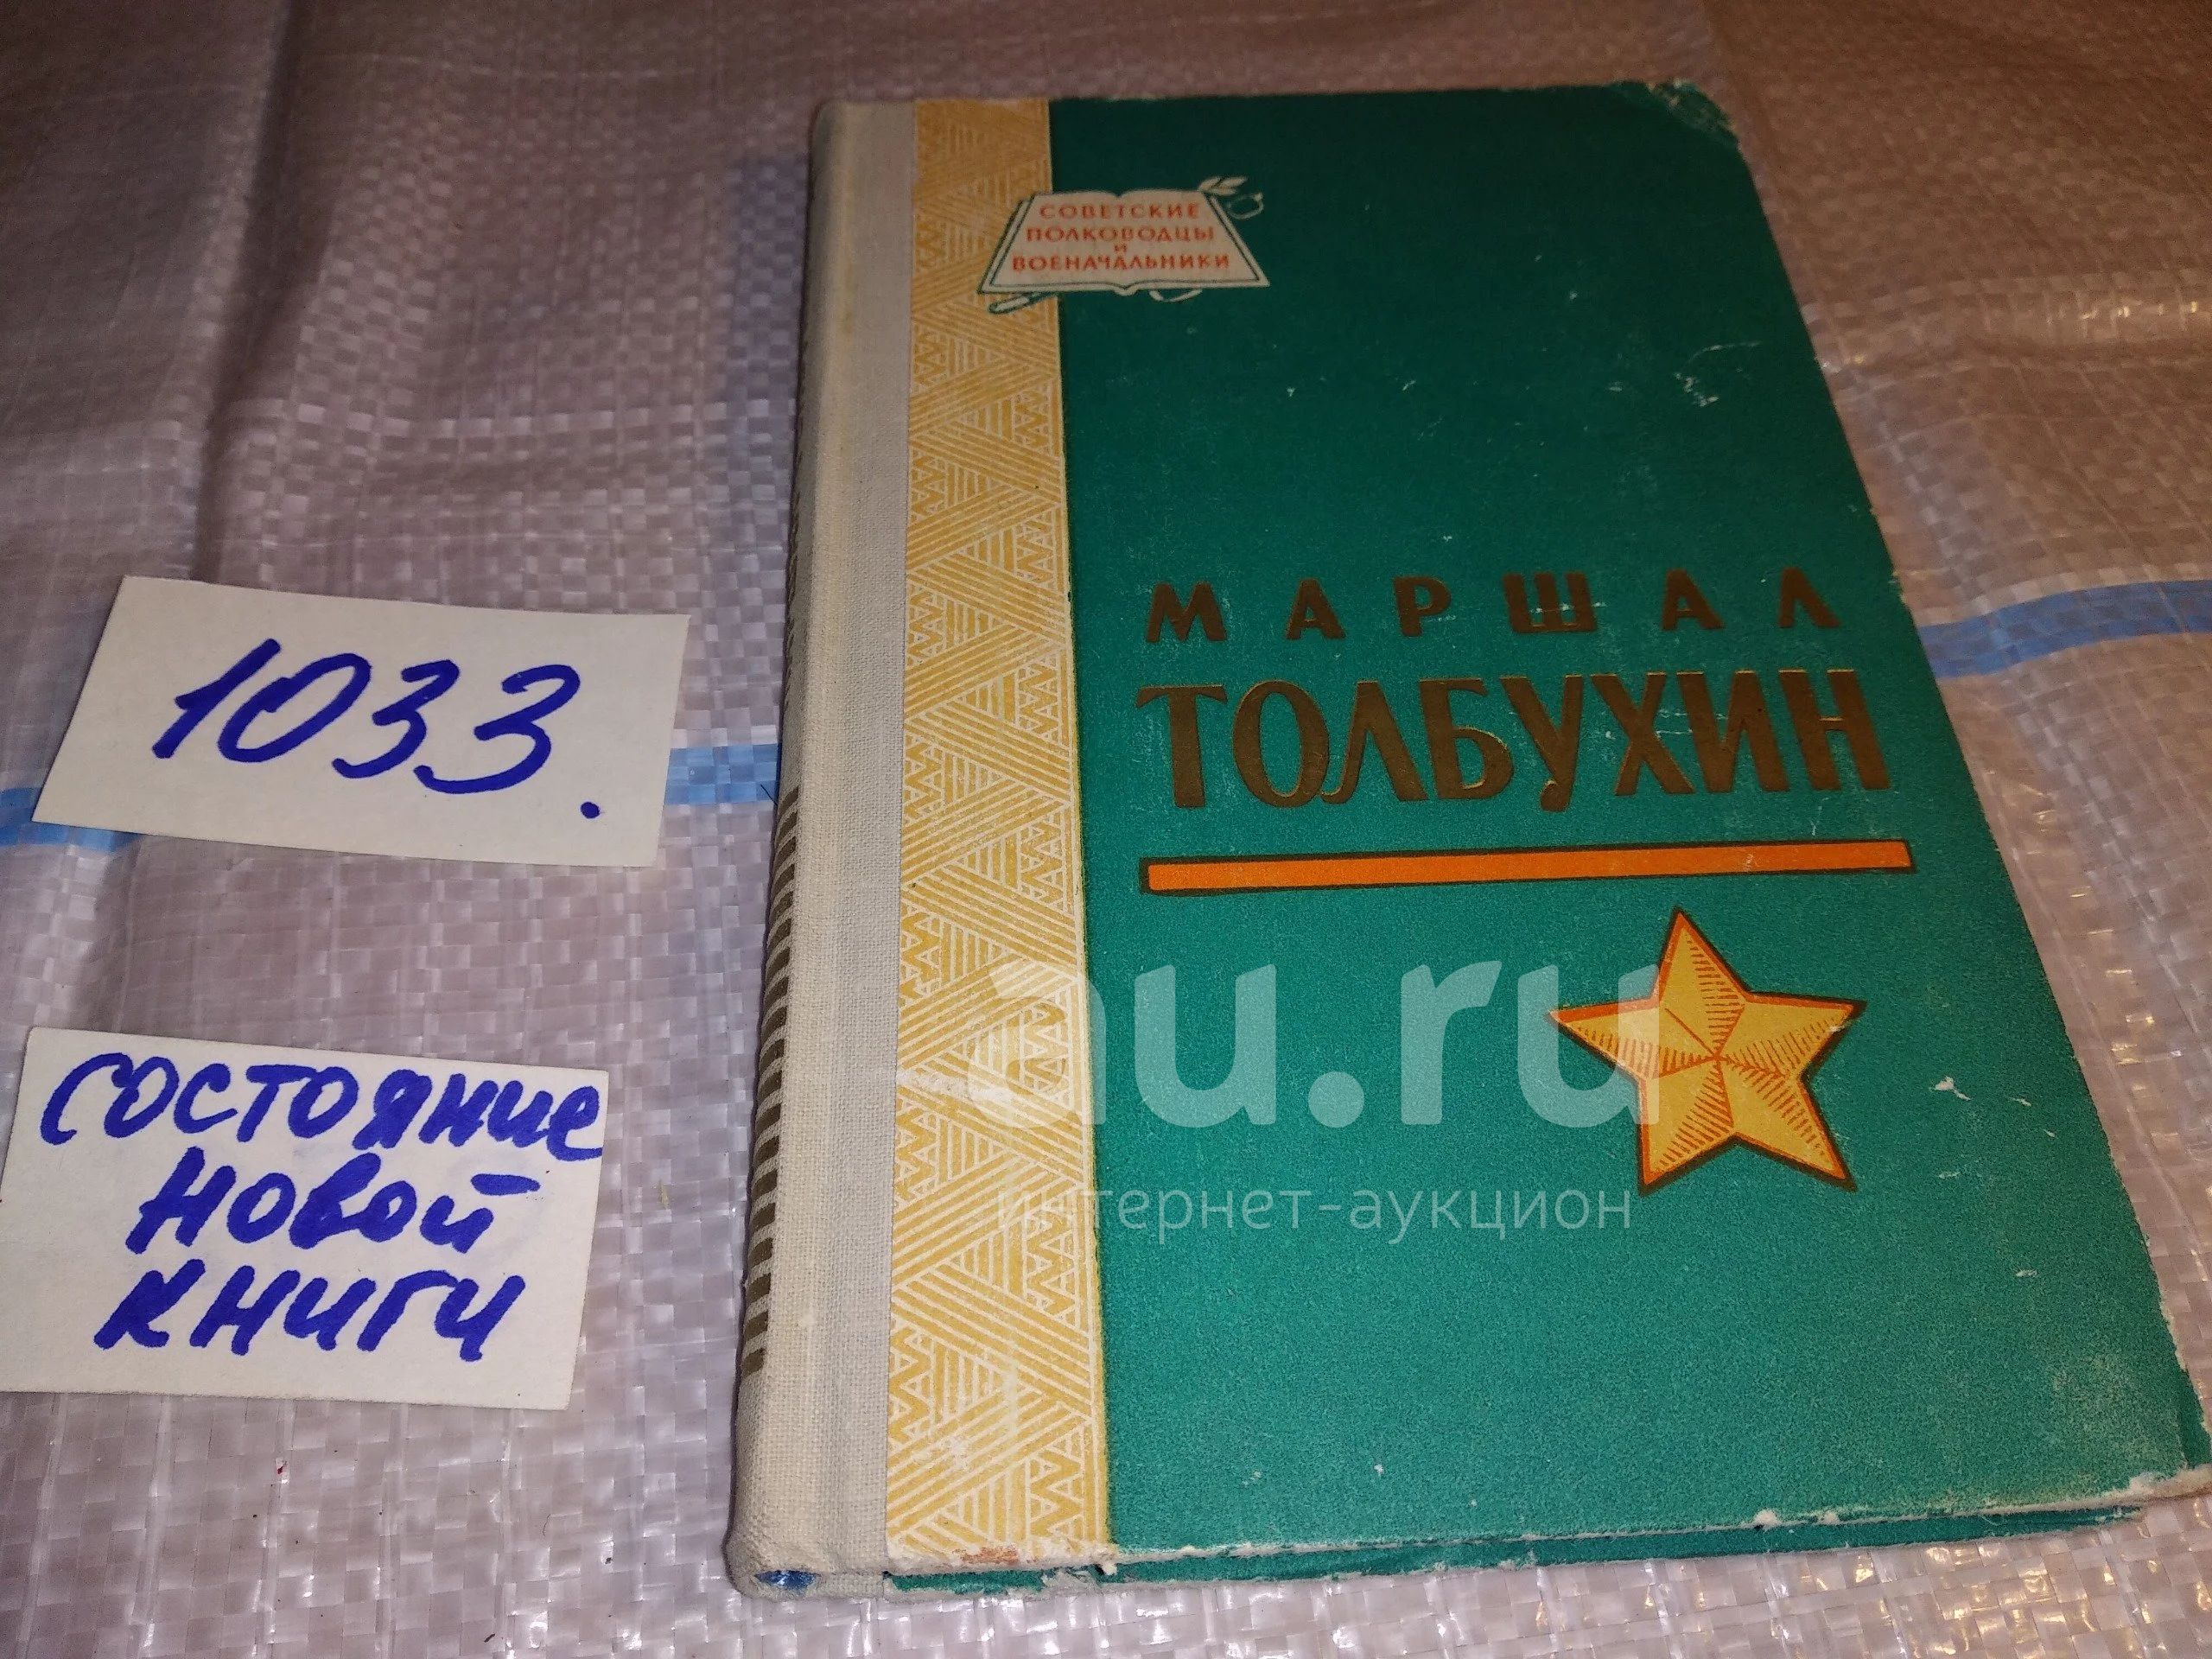 СОВЕТСКИЕ
ПОЛКОВОДЦЫ
И
ВОЕНАЧАЛЬНИКИ
МАРШАЛ
ТОЛБУХИН
1033.
состояние
новой
книги
au.ru
интернет-аукцион